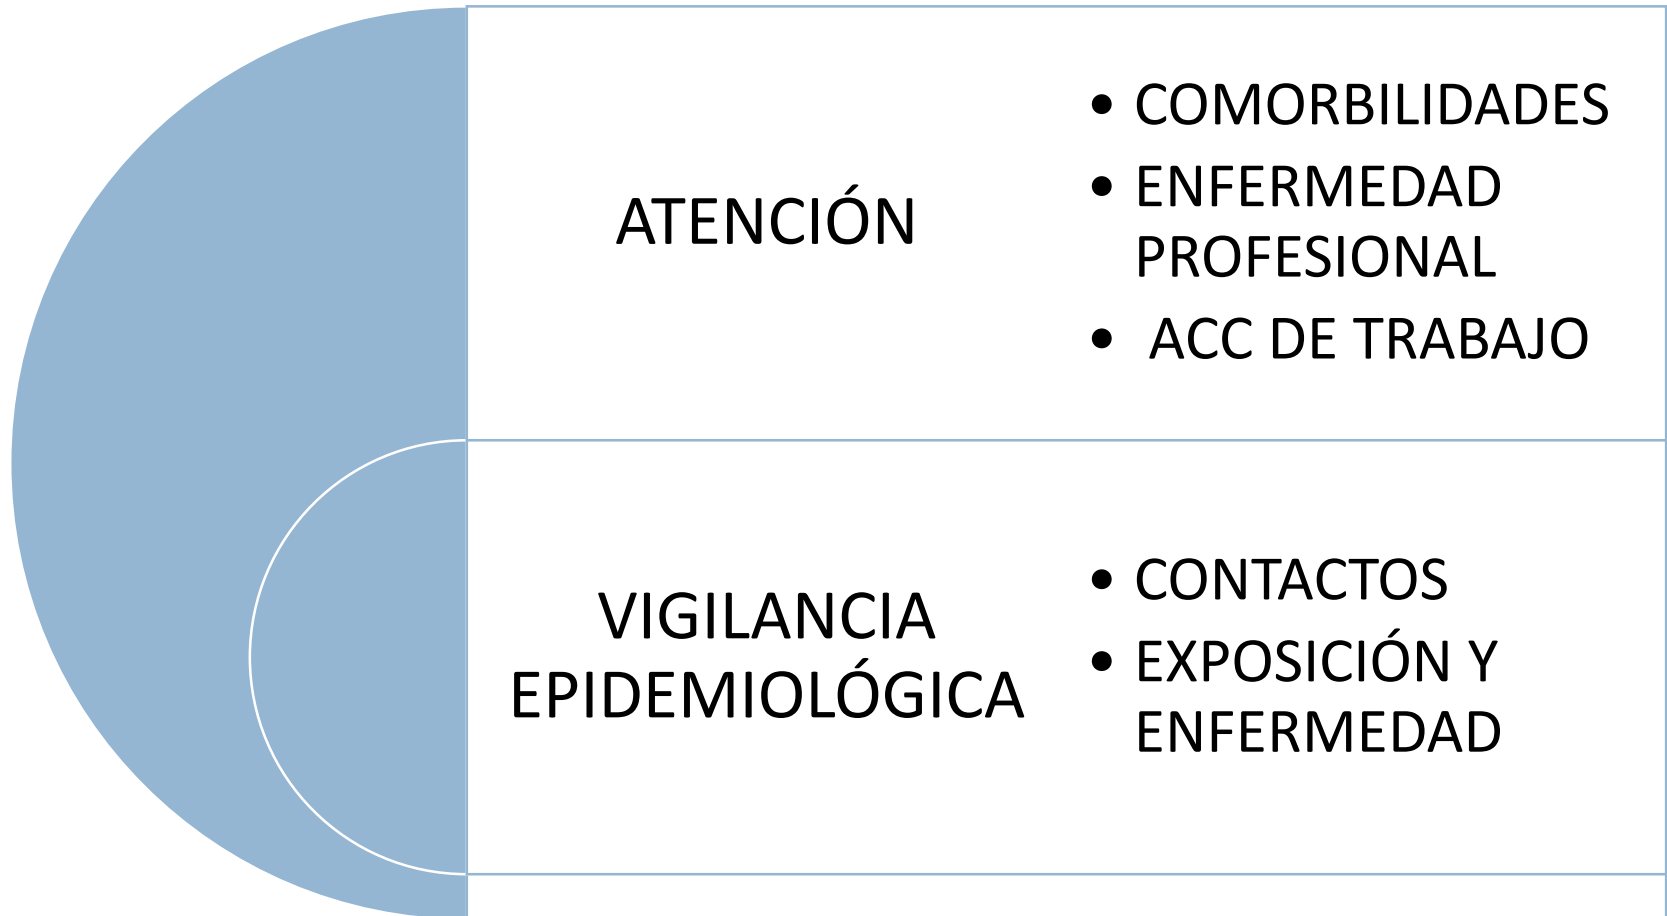 ATENCIÓN
• COMORBILIDADES
• ENFERMEDAD
PROFESIONAL
• ACC DE TRABAJO
VIGILANCIA
EPIDEMIOLÓGICA
• CONTACTOS
• EXPOSICIÓN Y
ENFERMEDAD